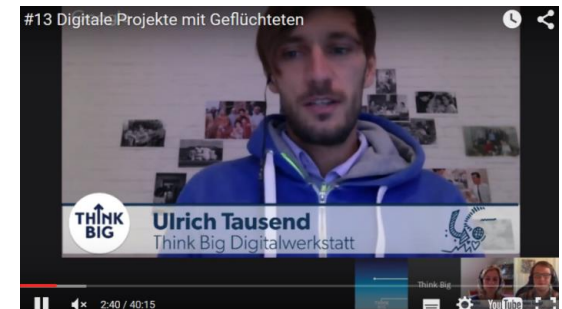 #13 Digitale Projekte mit Geflüchteten
THINK
BIG
Ulrich Tausend
Think Big Digitalwerkstatt
Think Big
2:40 / 40:15
YouTube